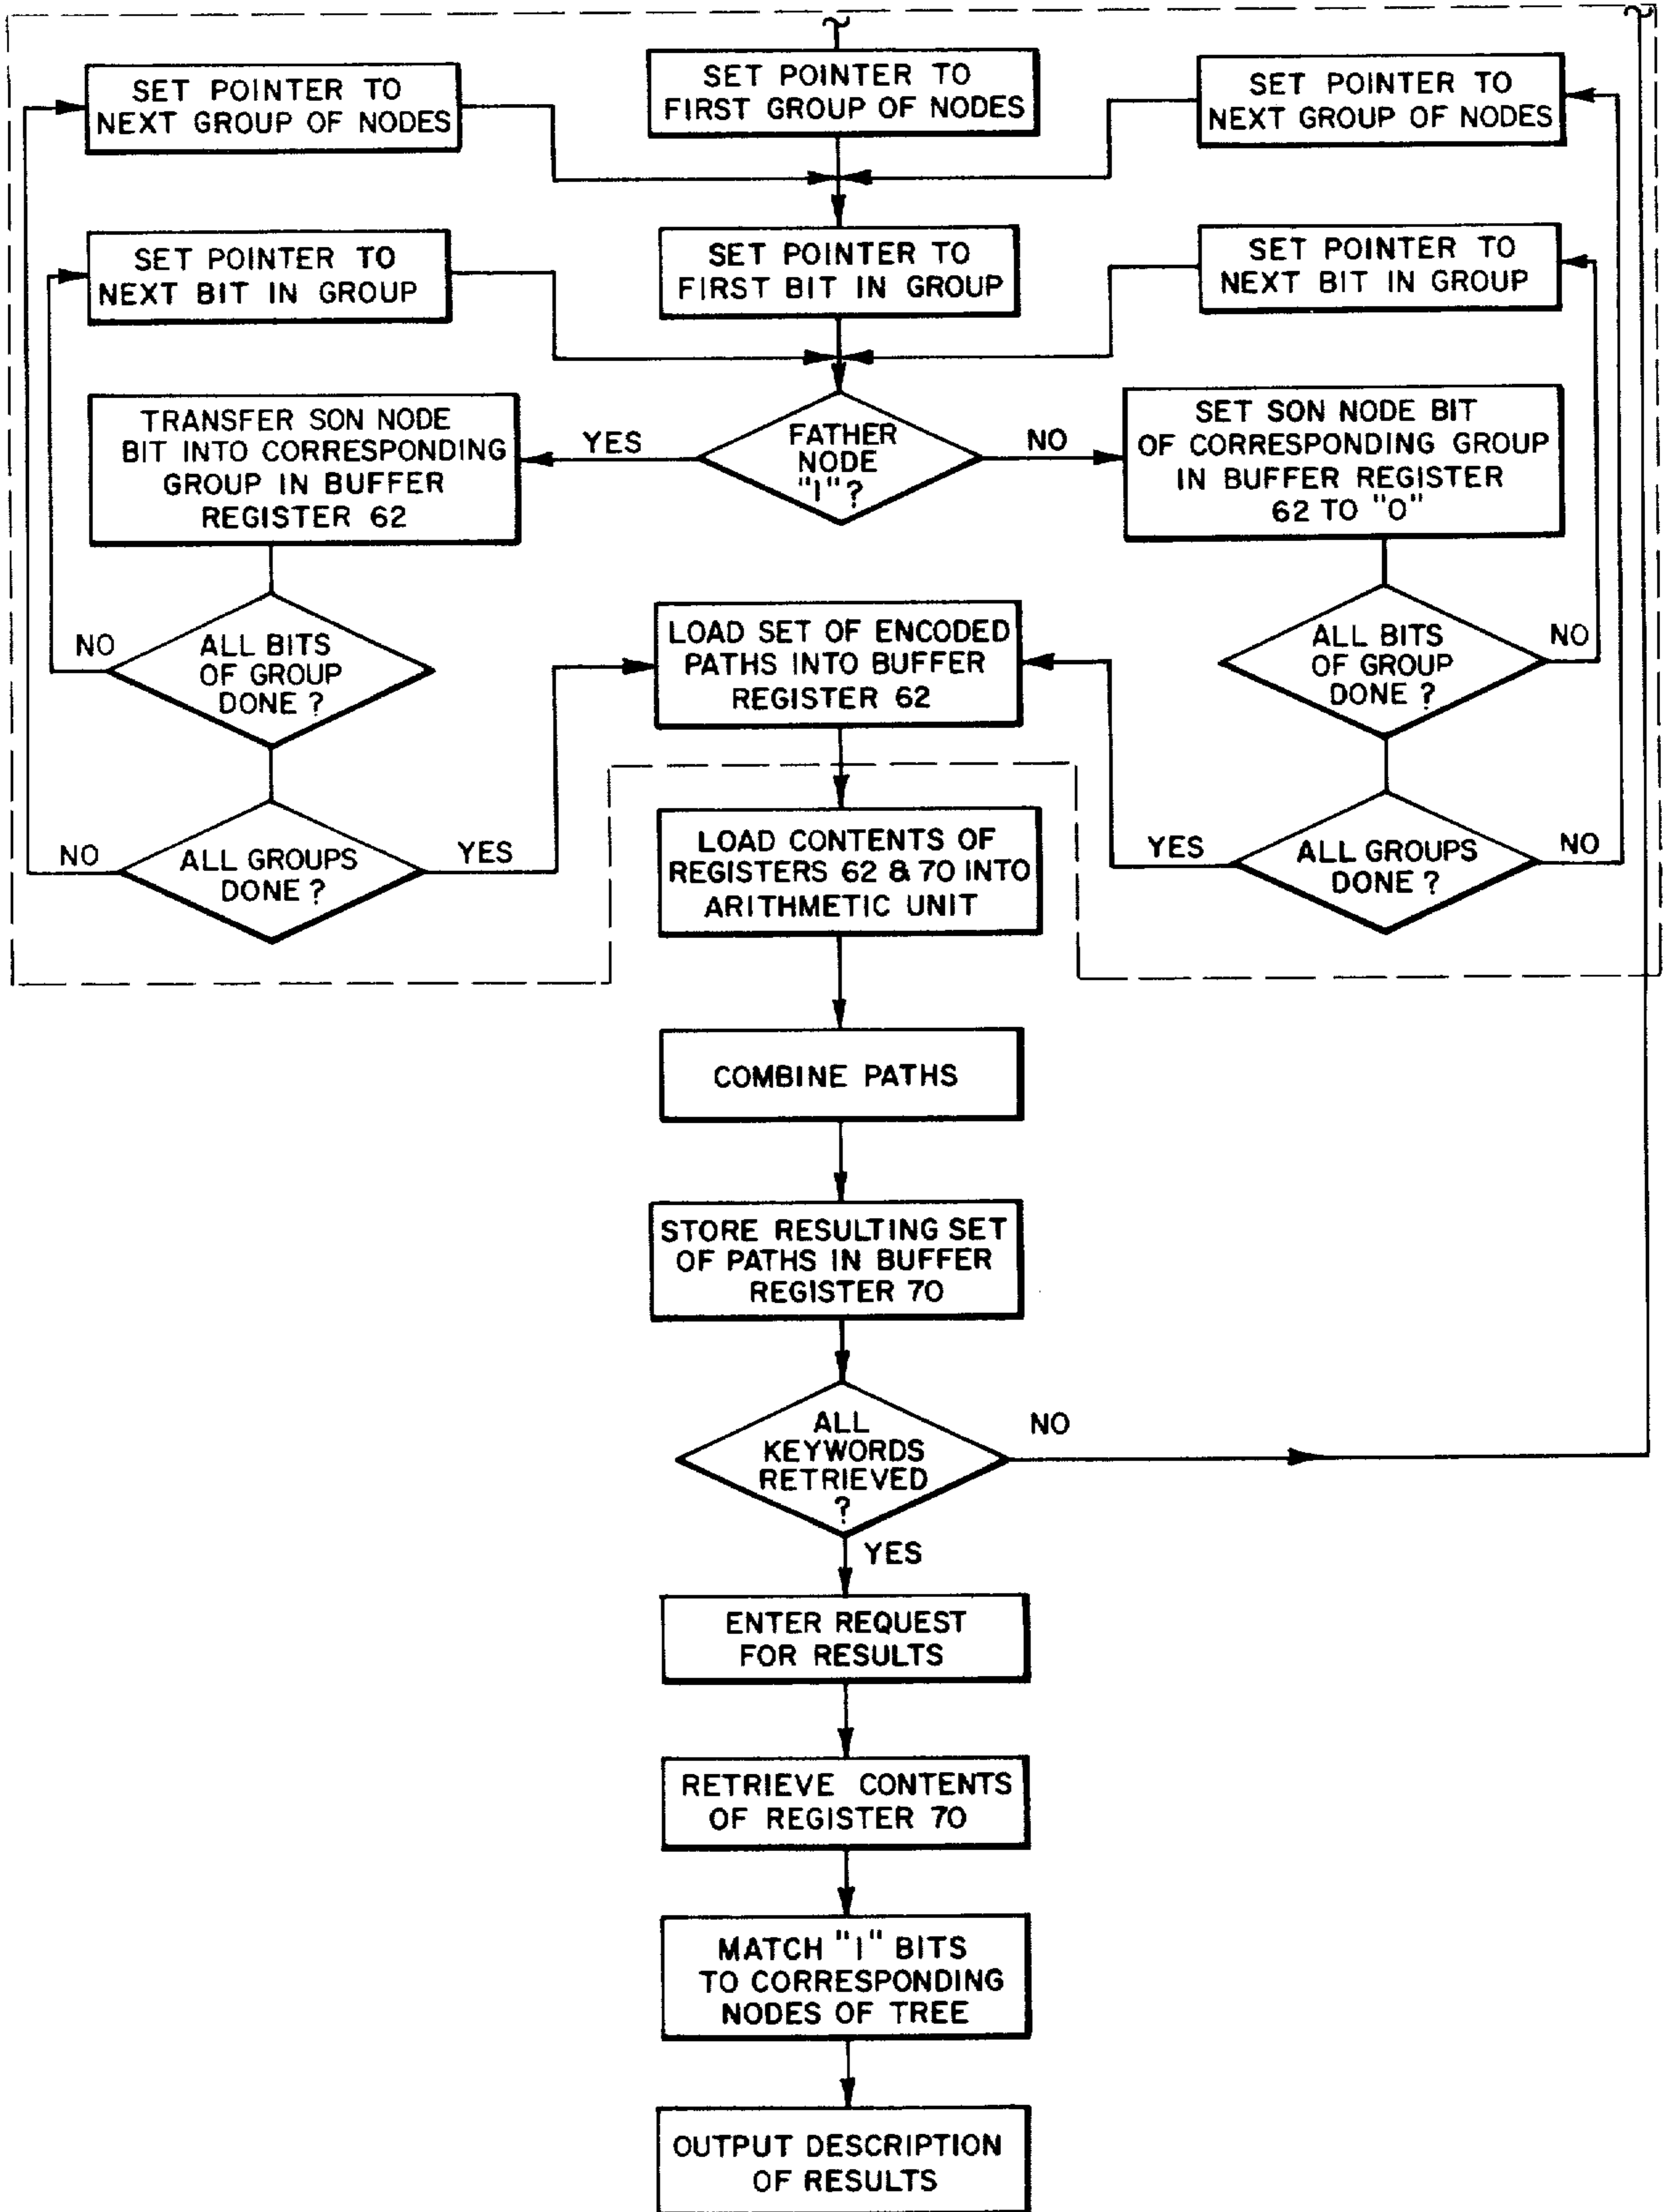 SET POINTER TO
NEXT GROUP OF NODES
SET POINTER TO
FIRST GROUP OF NODES
SET POINTER TO
NEXT GROUP OF NODES
SET POINTER TO
NEXT BIT IN GROUP
SET POINTER TO
FIRST BIT IN GROUP
SET POINTER TO
NEXT BIT IN GROUP
TRANSFER SON NODE
BIT INTO CORRESPONDING
GROUP IN BUFFER
REGISTER 62
YES
FATHER
NODE
"1"?
NO
SET SON NODE BIT
OF CORRESPONDING GROUP
IN BUFFER REGISTER
62 TO "0"
NO
ALL BITS
OF GROUP
DONE ?
LOAD SET OF ENCODED
PATHS INTO BUFFER
REGISTER 62
ALL BITS
OF GROUP
DONE ?
NO
NO
ALL GROUPS
DONE ?
YES
LOAD CONTENTS OF
REGISTERS 62 & 70 INTO
ARITHMETIC UNIT
YES
ALL GROUPS
DONE ?
NO
COMBINE PATHS
STORE RESULTING SET
OF PATHS IN BUFFER
REGISTER 70
ALL
KEYWORDS
RETRIEVED
?
NO
YES
ENTER REQUEST
FOR RESULTS
RETRIEVE CONTENTS
OF REGISTER 70
MATCH "1" BITS
TO CORRESPONDING
NODES OF TREE
OUTPUT DESCRIPTION
OF RESULTS